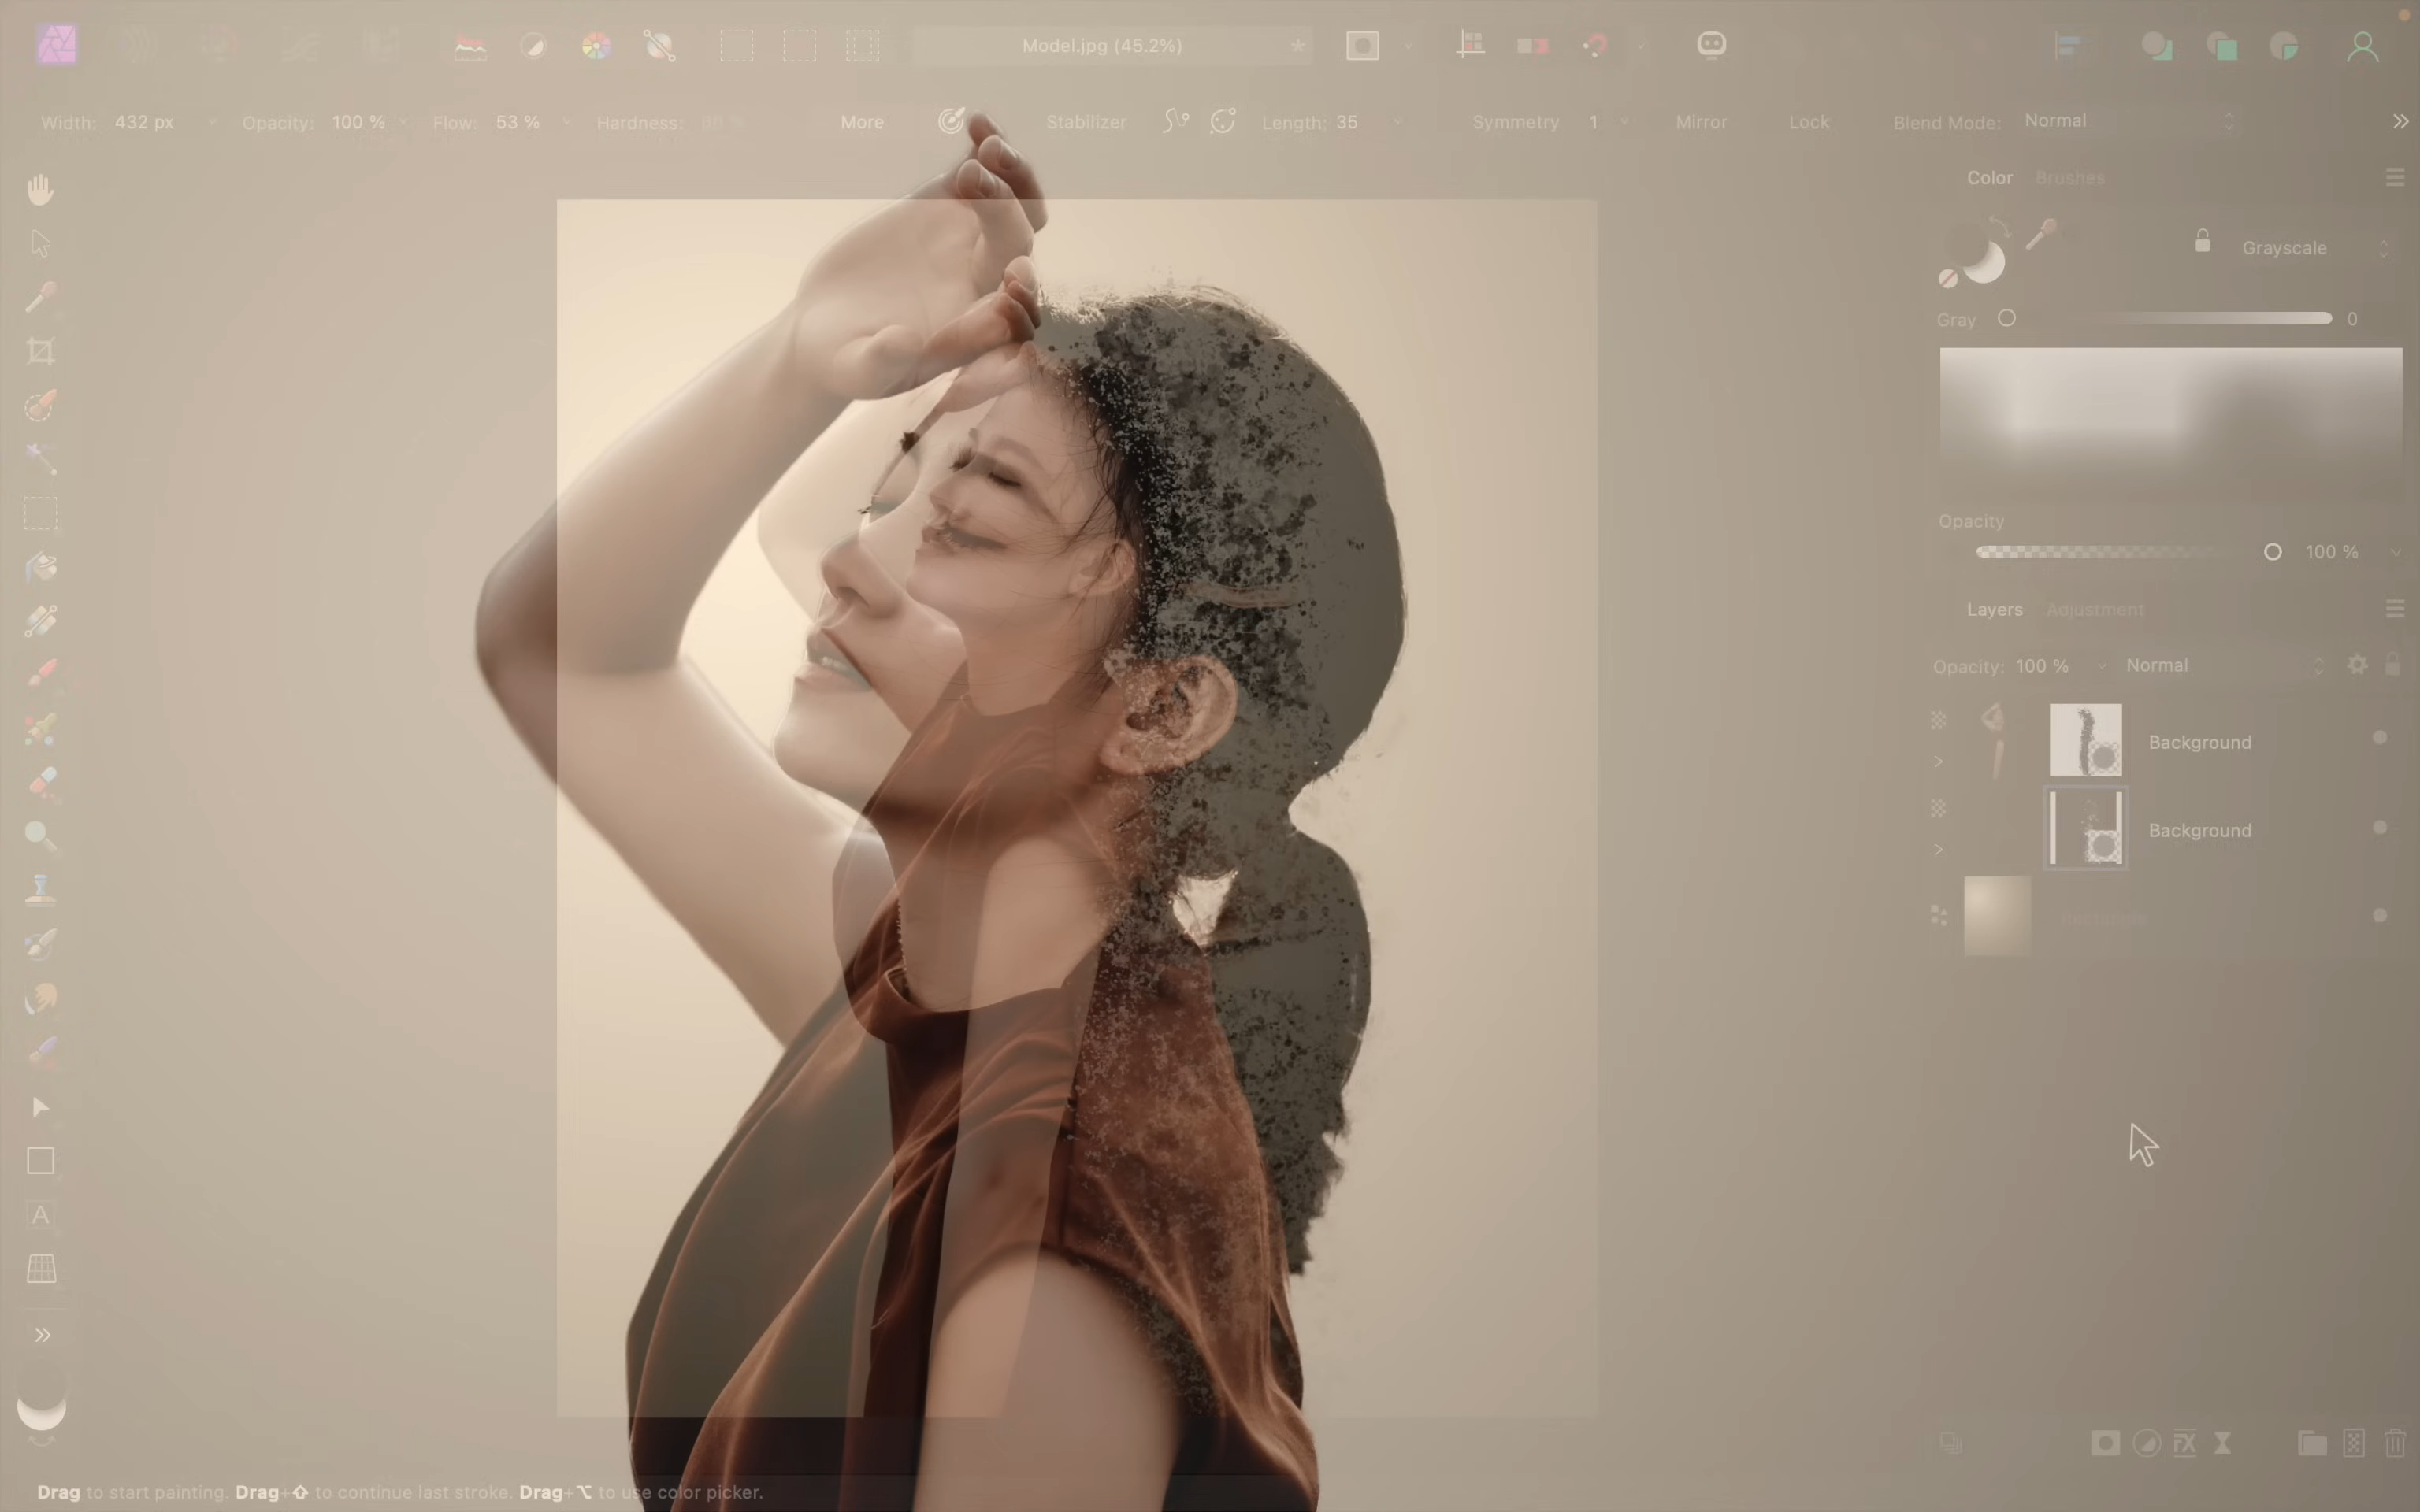 Model.jpg (45.2%)
Width: 432 px Opacity: 100 % Flow: 53 % Hardness: More Stabilizer Length: 35 Symmetry 1 Mirror Lock Blend Mode: Normal
Color Brushes
Grayscale
Gray 0
Opacity
100 %
Layers Adjustment
Opacity: 100 % Normal
Background
Background
A
FX
Drag to start painting. Drag+⇧ to continue last stroke. Drag+⌥ to use color picker.